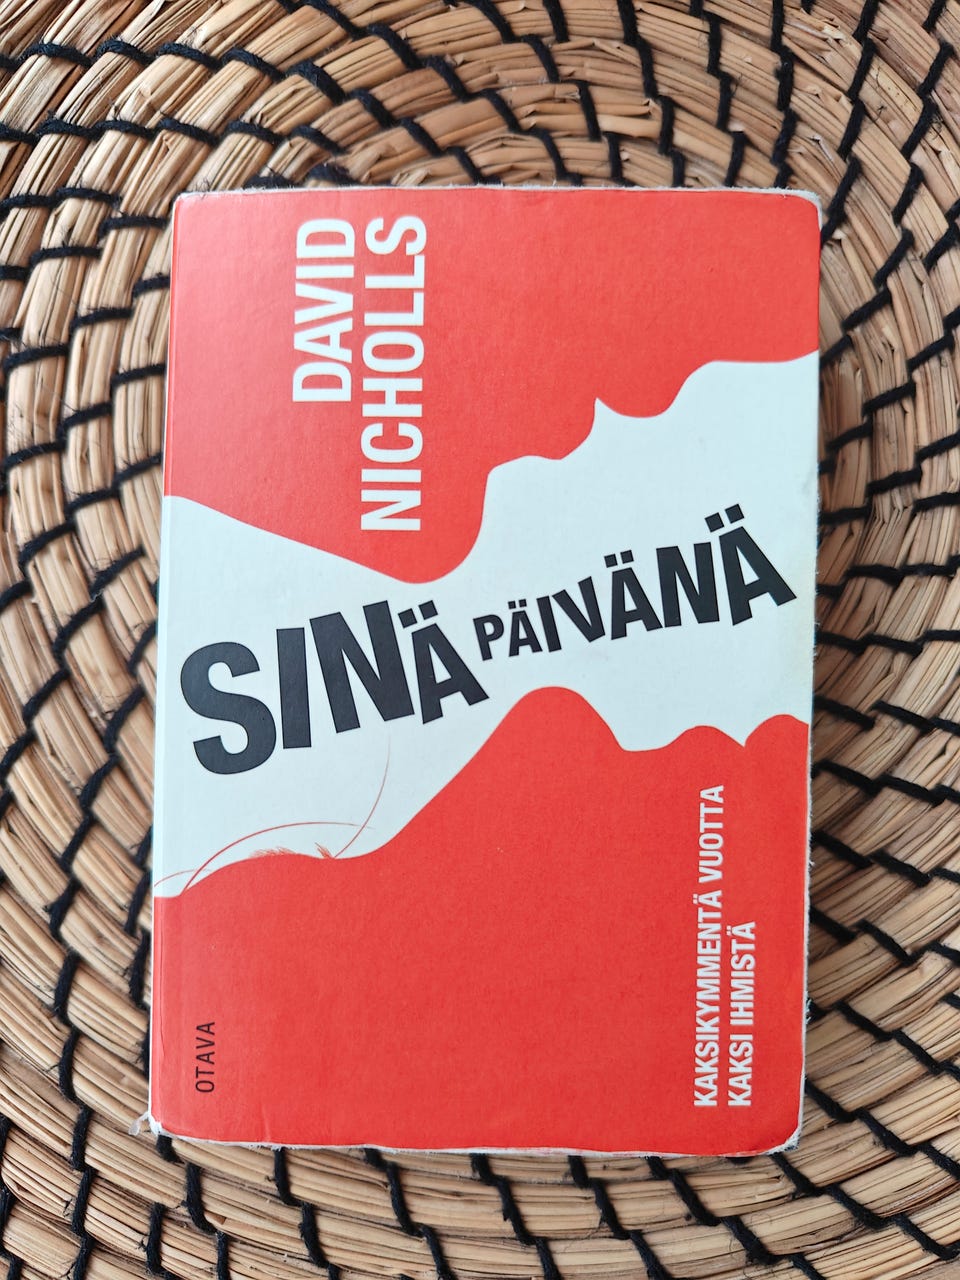 DAVID
NICHOLLS
SINÄ PÄIVÄNÄ
KAKSIKYMMENTÄ VUOTTA
KAKSI IHMISTÄ
OTAVA